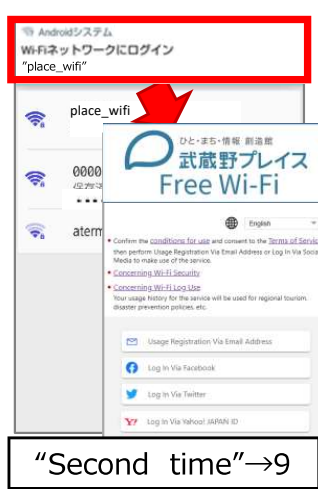 Androidシステム
Wi-Fiネットワークにログイン
"place_wifi"
place_wifi
0000
aterm
ひと・まち・情報 創造館
武蔵野プレイス
Free Wi-Fi
English
Confirm the conditions for use and consent to the Terms of Servic
then perform Usage Registration Via Email Address or Log In Via Socia
Media to make use of the service.
Concerning Wi-Fi Security
Concerning Wi-Fi Log Use
Your usage history for the service will be used for regional tourism,
disaster prevention policies, etc.
Usage Registration Via Email Address
Log In Via Facebook
Log In Via Twitter
Log In Via Yahoo! JAPAN ID
"Second time"→9